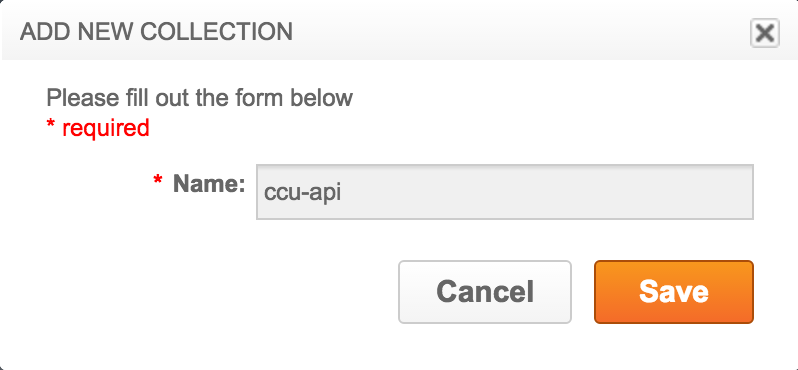 ADD NEW COLLECTION
Please fill out the form below
* required
* Name: ccu-api
Cancel Save